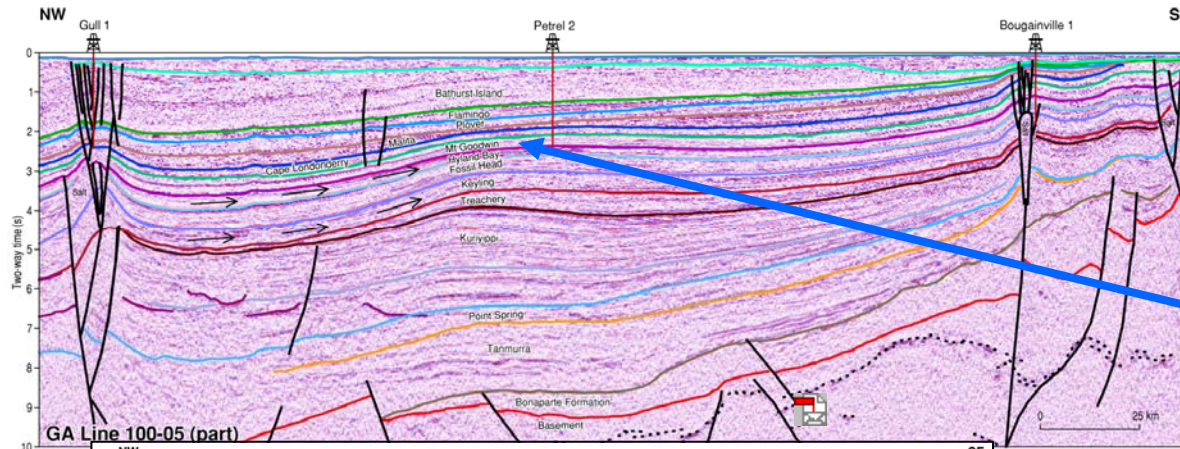 NW
S
Gull 1
Petrel 2
Bougainville 1
0
1
2
3
4
5
6
7
8
9
10
Two-way time (s)
Bathurst Island
Flamingo
Plover
Malita
Cape Londonderry
Mt Goodwin
Hyland Bay
Fossil Head
Keyling
Treachery
Kuriyippi
Point Spring
Tanmurra
Bonaparte Formation
Basement
Salt
Salt
Salt
0
25 km
GA Line 100-05 (part)